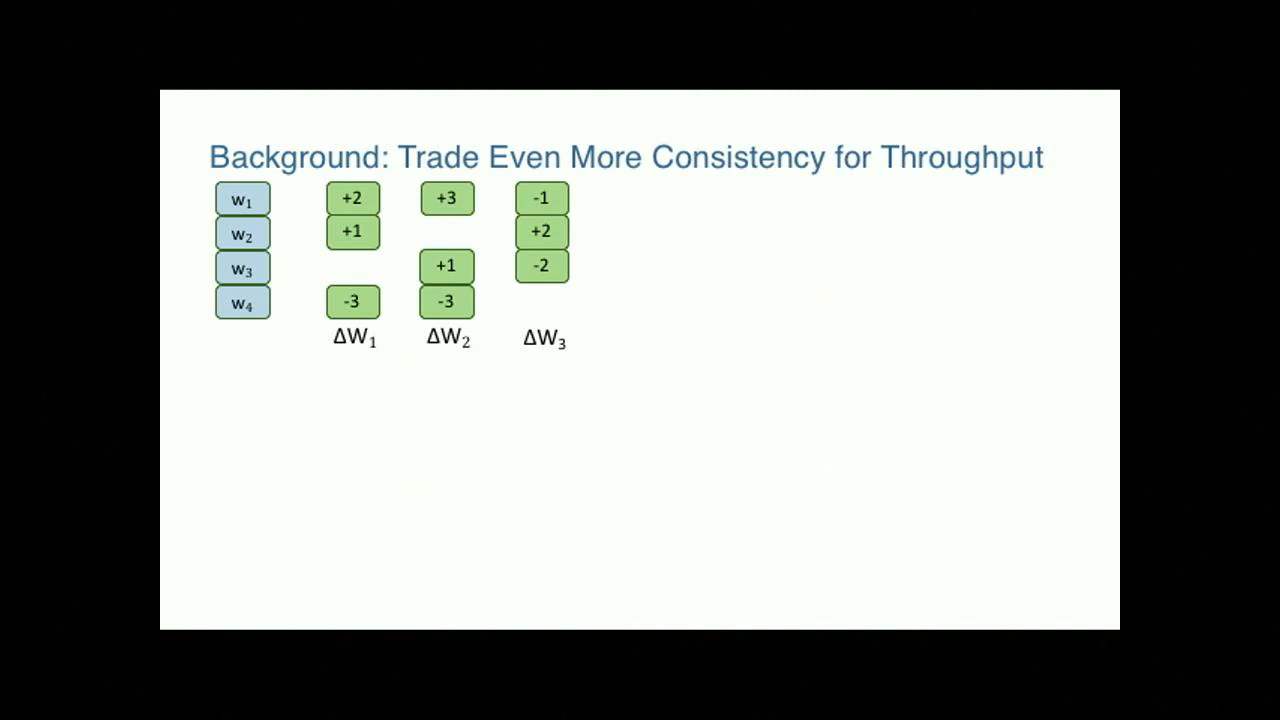 Background: Trade Even More Consistency for Throughput
w₁ +2 +3 -1
w₂ +1 +2
w₃ +1 -2
w₄ -3 -3
ΔW₁ ΔW₂ ΔW₃